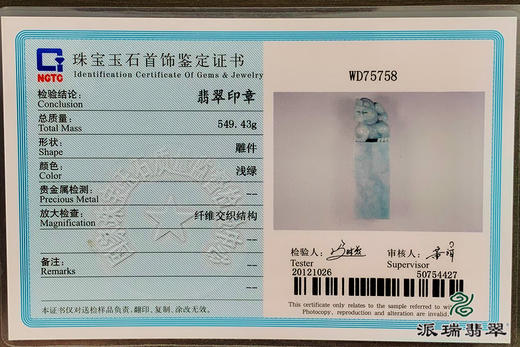 NGTC
珠宝玉石首饰鉴定证书
Identification Certificate Of Gems & Jewelry
检验结论: 翡翠印章
Conclusion
总质量: 549.43g
Total Mass
形状: 雕件
Shape
颜色: 浅绿
Color
贵金属检测: --
Precious Metal
放大检查: 纤维交织结构
Magnification
备注: --
Remarks
本证书仅对送检样品负责,翻印、复制、涂改无效。
WD75758
检验人: 审核人:
Tester Supervisor
20121026 50754427
This certificate only relates to the sample referred to
Photocopy, reproduction and alteration are invalid.
派瑞翡翠